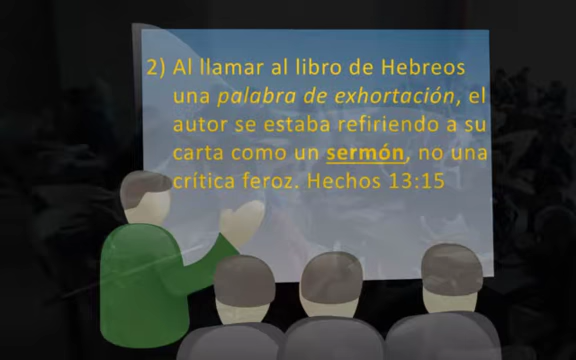 2) Al llamar al libro de Hebreos
una palabra de exhortación, el
autor se estaba refiriendo a su
carta como un sermón, no una
crítica feroz. Hechos 13:15